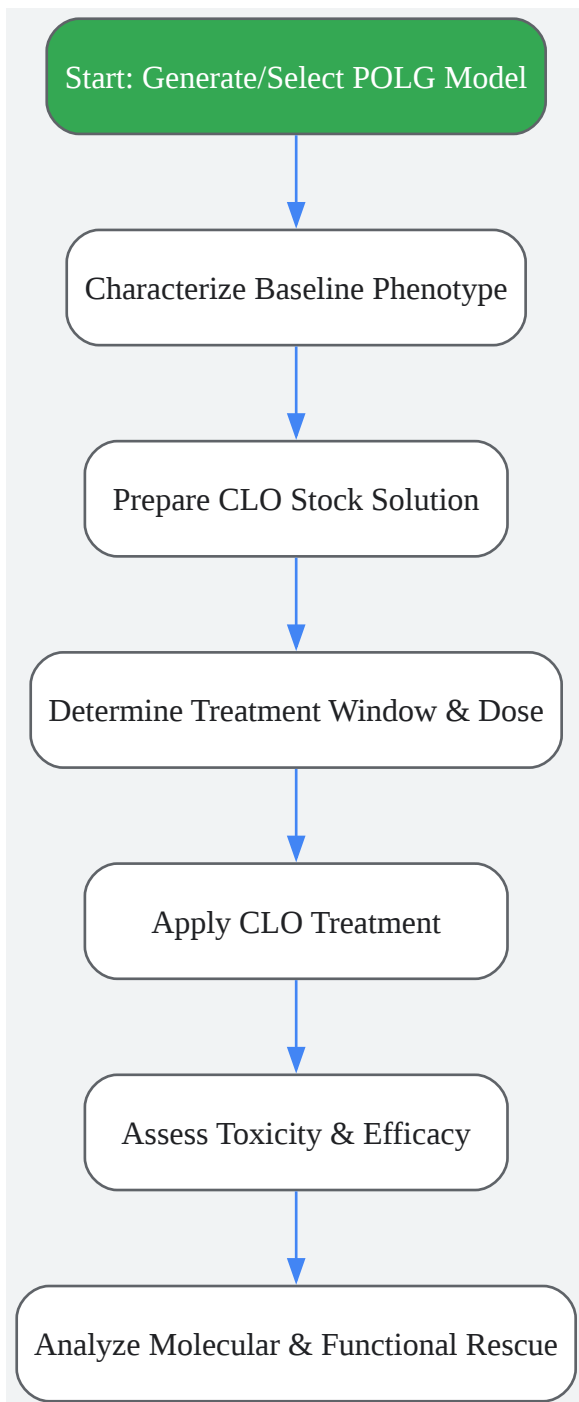 Start: Generate/Select POLG Model
Characterize Baseline Phenotype
Prepare CLO Stock Solution
Determine Treatment Window & Dose
Apply CLO Treatment
Assess Toxicity & Efficacy
Analyze Molecular & Functional Rescue